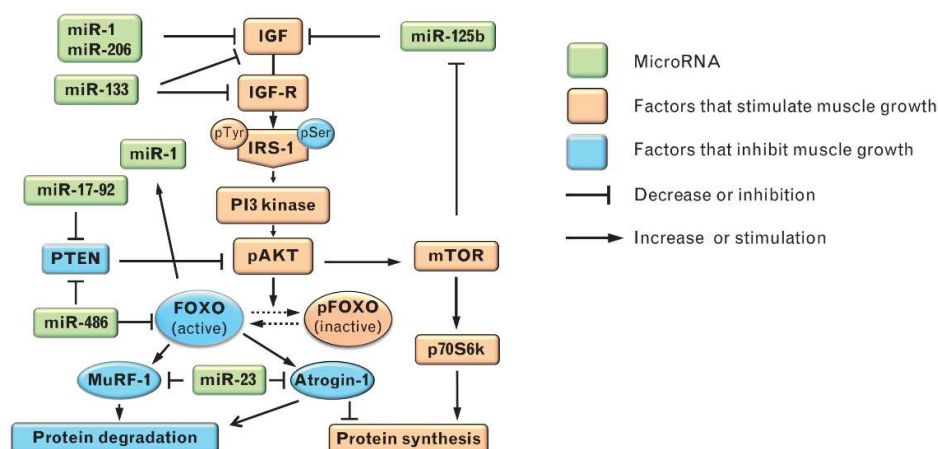 miR-1
miR-206
IGF
miR-125b
miR-133
IGF-R
pTyr
pSer
IRS-1
miR-1
miR-17-92
PI3 kinase
PTEN
pAKT
mTOR
miR-486
FOXO
(active)
pFOXO
(inactive)
p70S6k
MuRF-1
miR-23
Atrogin-1
Protein degradation
Protein synthesis
MicroRNA
Factors that stimulate muscle growth
Factors that inhibit muscle growth
Decrease or inhibition
Increase or stimulation